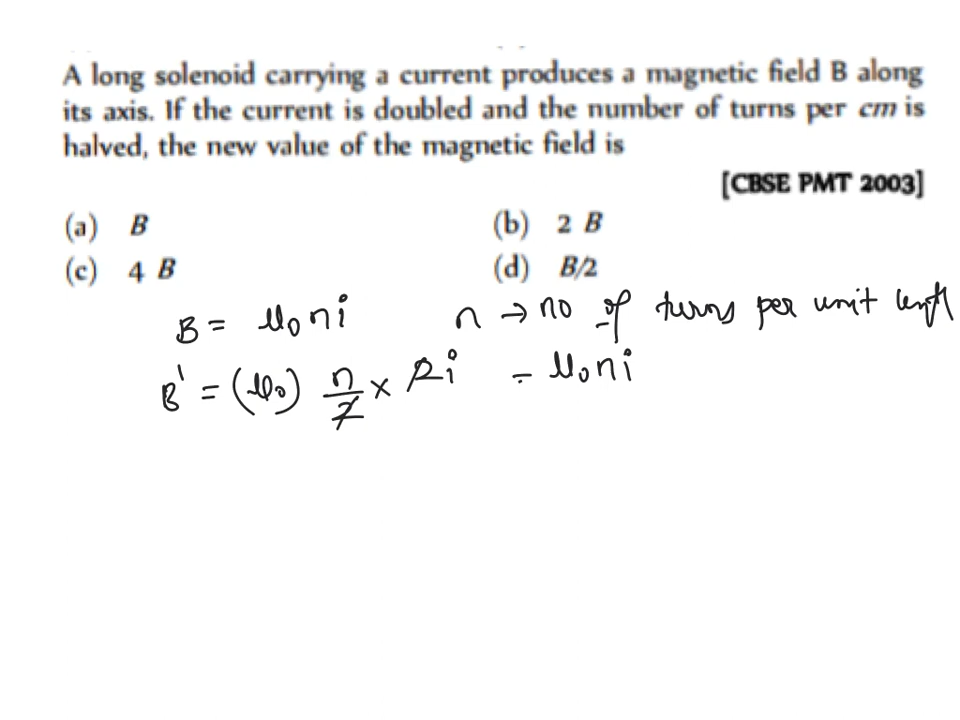 A long solenoid carrying a current produces a magnetic field B along
its axis. If the current is doubled and the number of turns per cm is
halved, the new value of the magnetic field is
[CBSE PMT 2003]
(a) B (b) 2 B
(c) 4 B (d) B/2
B = μ₀ni n → no of turns per unit length
B' = (μ₀) n/2 × 2i = μ₀ni